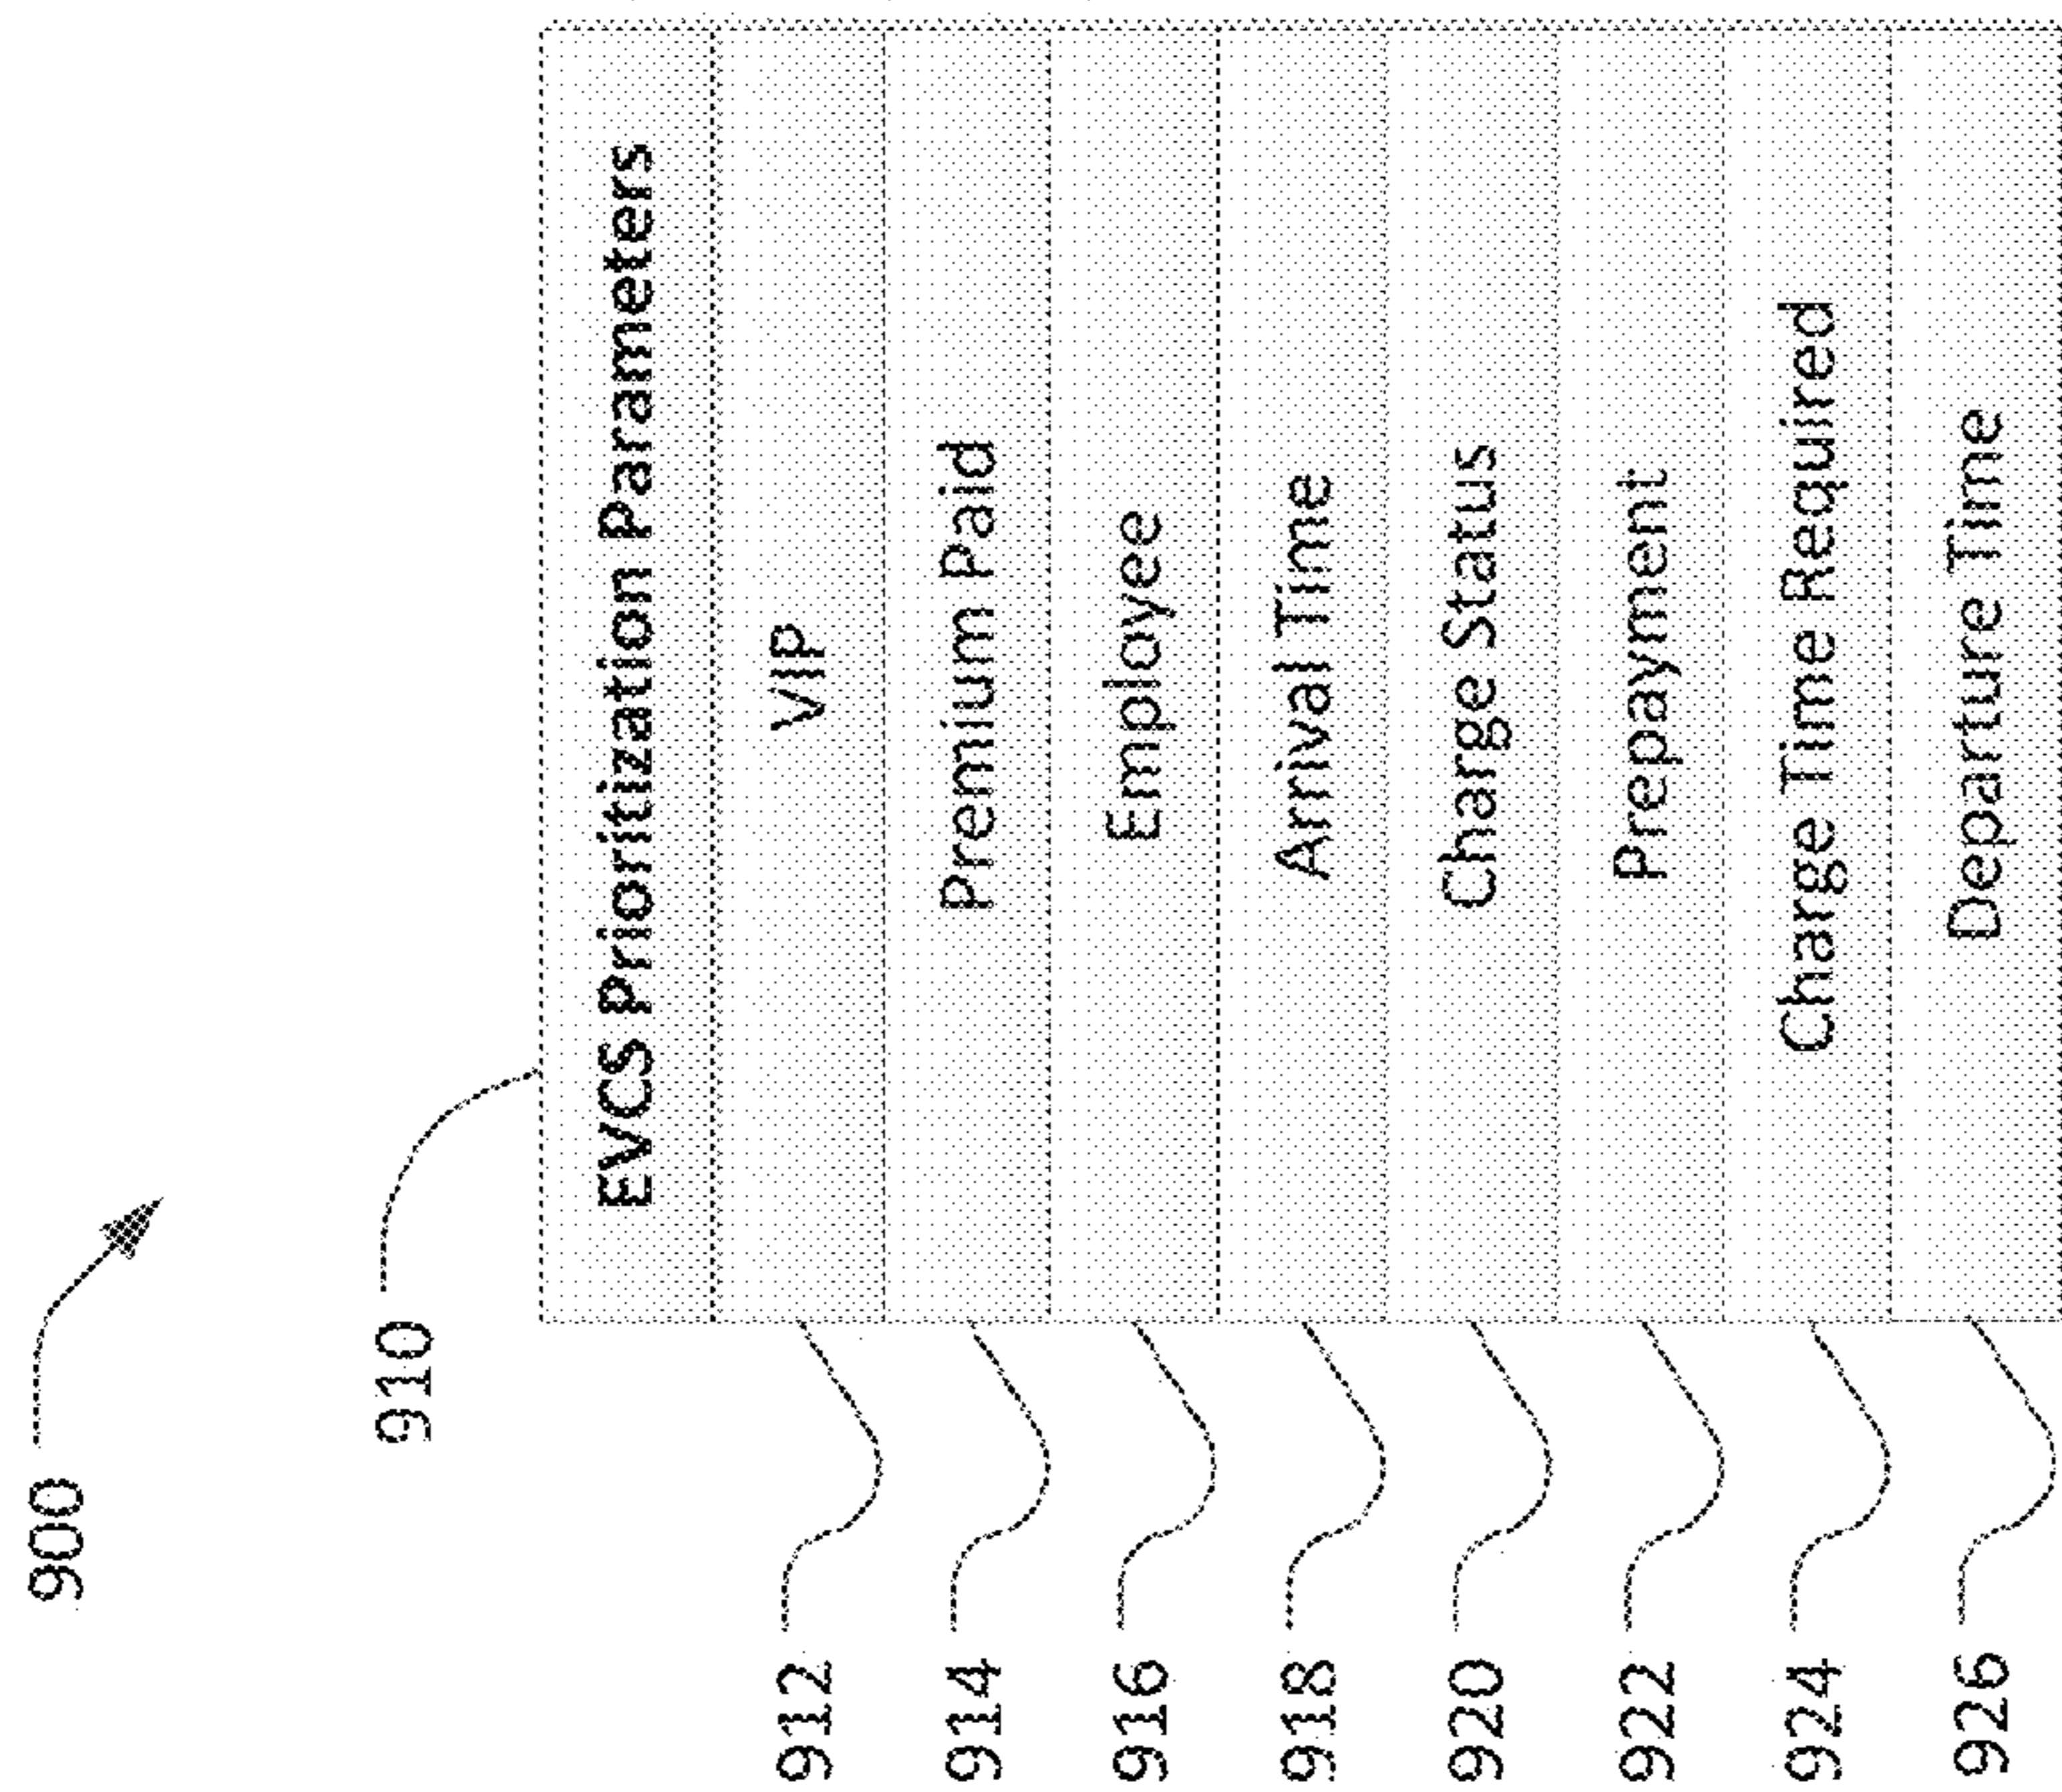 900
910
EVCS Prioritization Parameters
912 VIP
914 Premium Paid
916 Employee
918 Arrival Time
920 Charge Status
922 Prepayment
924 Charge Time Required
926 Departure Time